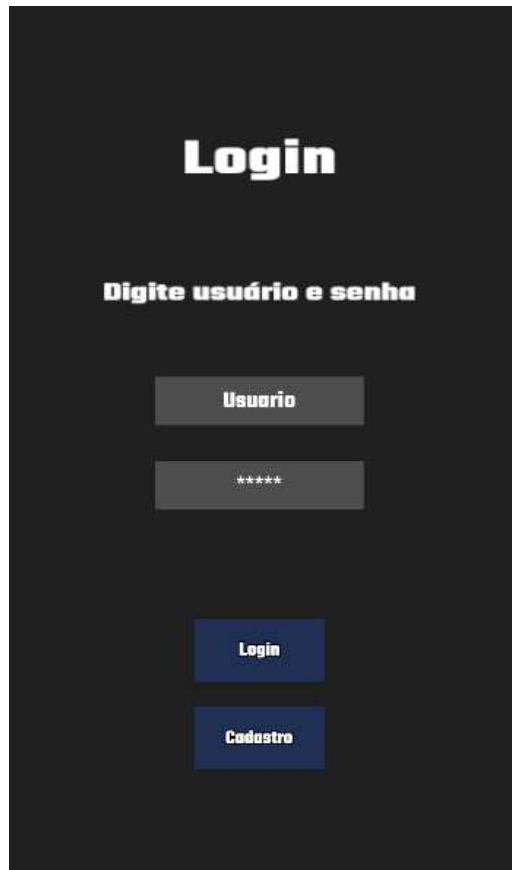 Login
Digite usuário e senha
Usuario
*****
Login
Cadastro